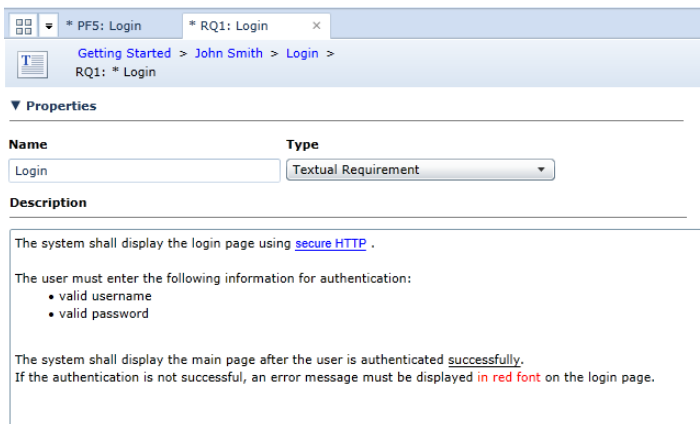 * PF5: Login
* RQ1: Login
Getting Started > John Smith > Login >
RQ1: * Login
Properties
Name
Type
Login
Textual Requirement
Description
The system shall display the login page using secure HTTP .
The user must enter the following information for authentication:
• valid username
• valid password
The system shall display the main page after the user is authenticated successfully.
If the authentication is not successful, an error message must be displayed in red font on the login page.